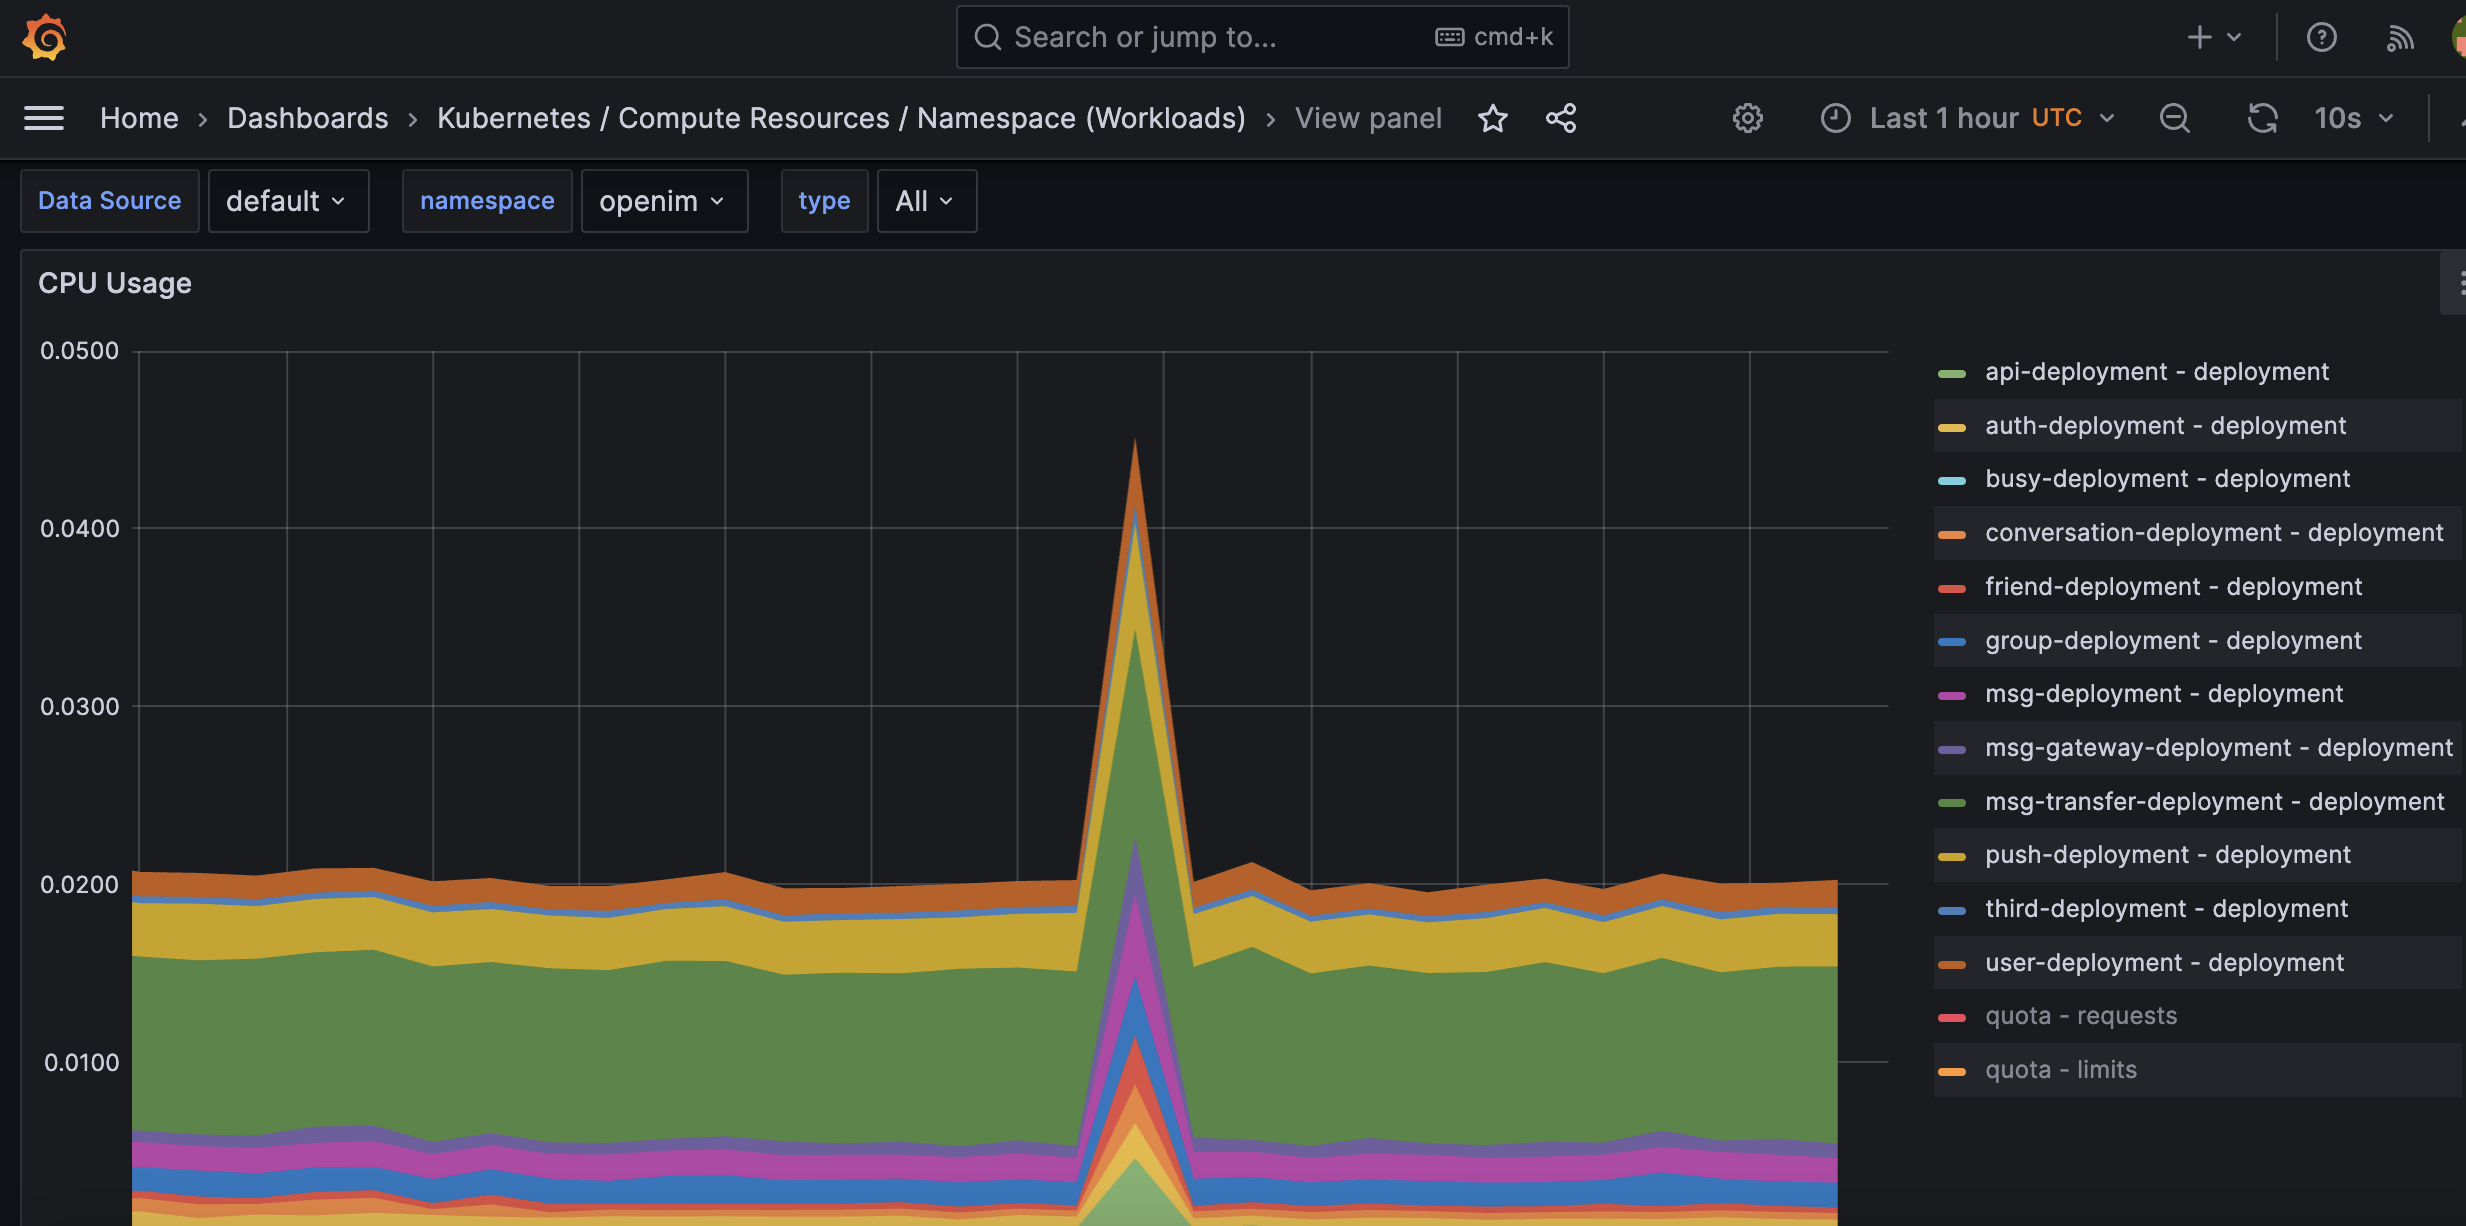 Search or jump to... cmd+k
Home › Dashboards › Kubernetes / Compute Resources / Namespace (Workloads) › View panel Last 1 hour UTC 10s
Data Source default namespace openim type All
CPU Usage
0.0500
0.0400
0.0300
0.0200
0.0100
api-deployment - deployment
auth-deployment - deployment
busy-deployment - deployment
conversation-deployment - deployment
friend-deployment - deployment
group-deployment - deployment
msg-deployment - deployment
msg-gateway-deployment - deployment
msg-transfer-deployment - deployment
push-deployment - deployment
third-deployment - deployment
user-deployment - deployment
quota - requests
quota - limits